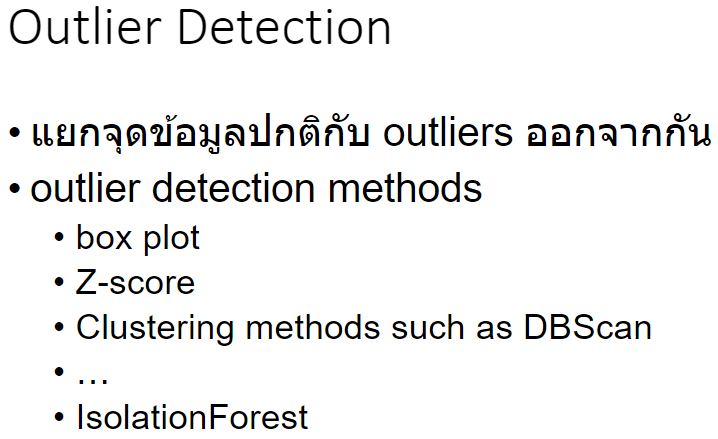 Outlier Detection
• แยกจุดข้อมูลปกติกับ outliers ออกจากกัน
• outlier detection methods
• box plot
• Z-score
• Clustering methods such as DBScan
• …
• IsolationForest